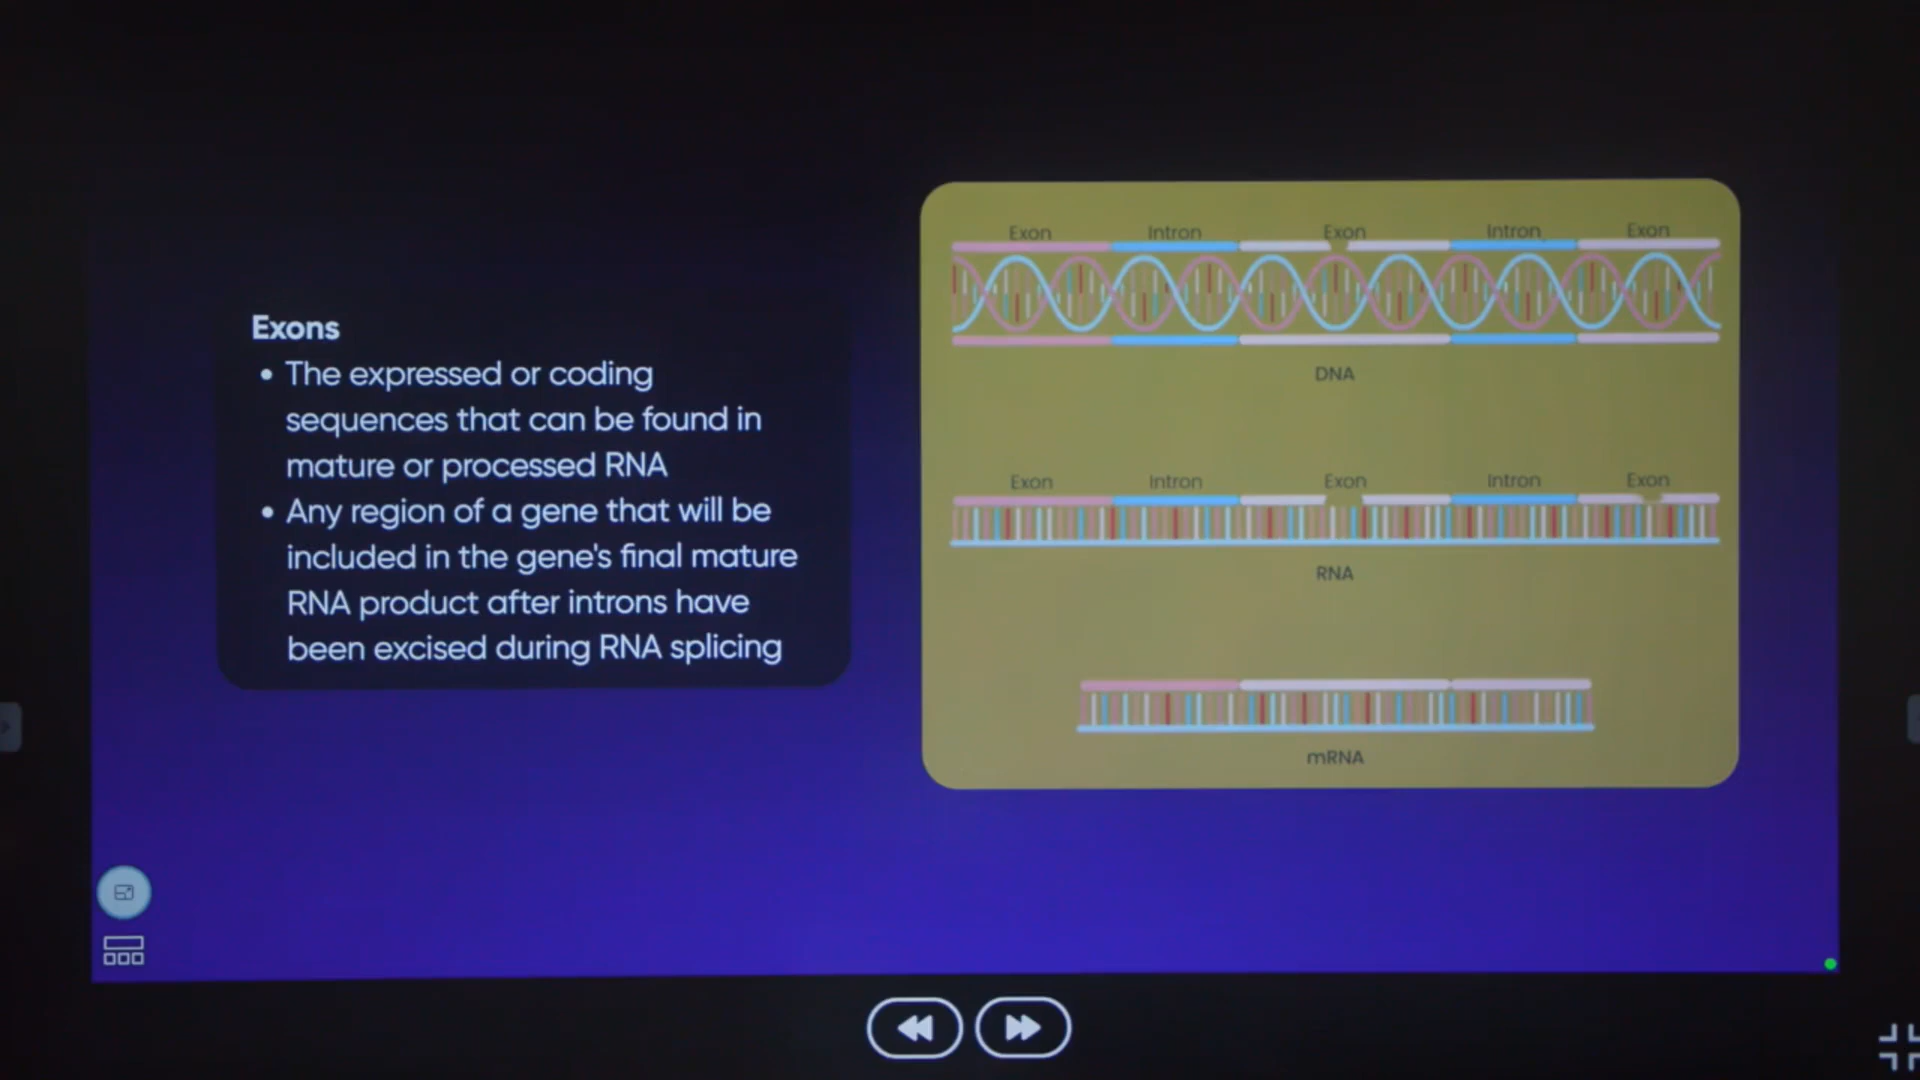 Exons
• The expressed or coding
sequences that can be found in
mature or processed RNA
• Any region of a gene that will be
included in the gene's final mature
RNA product after introns have
been excised during RNA splicing
Exon Intron Exon Intron Exon
DNA
Exon Intron Exon Intron Exon
RNA
mRNA